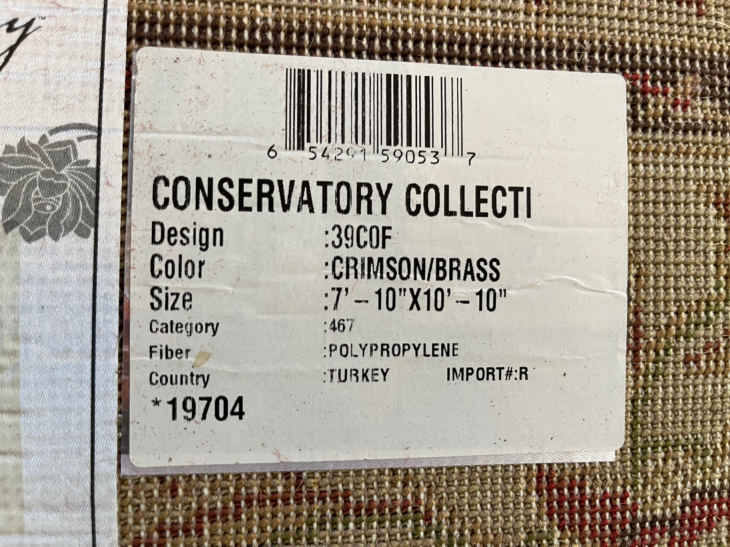 y™
6 54291 59053 7
CONSERVATORY COLLECTI
Design :39C0F
Color :CRIMSON/BRASS
Size :7'-10"X10'-10"
Category :467
Fiber :POLYPROPYLENE
Country :TURKEY IMPORT#:R
*19704